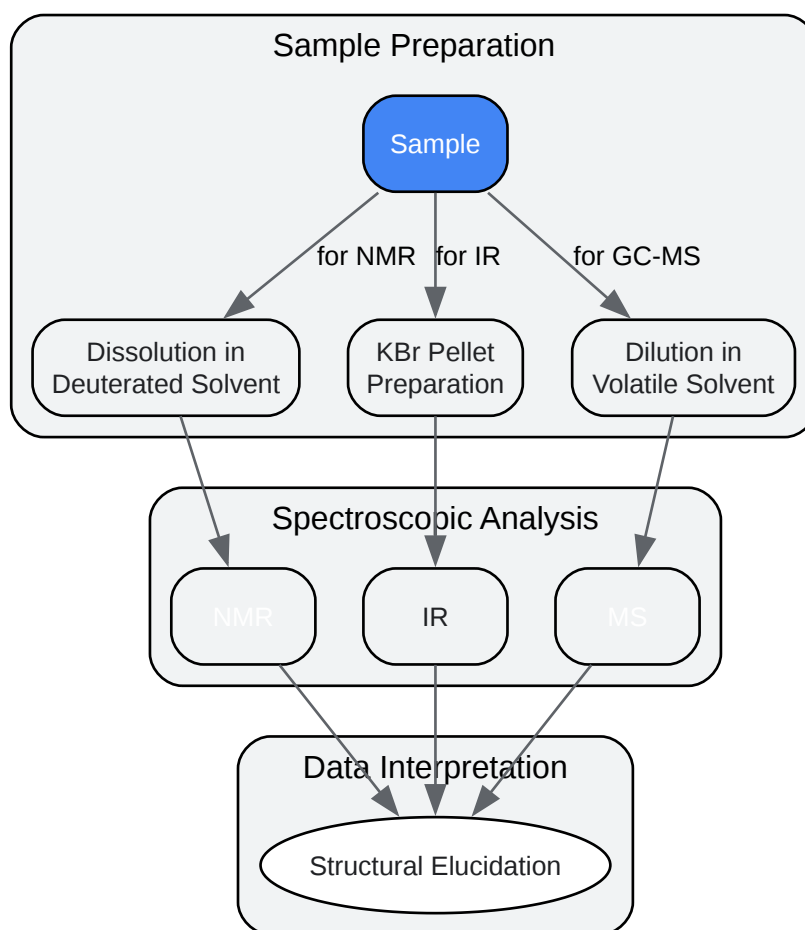 Sample Preparation
Sample
for NMR
for IR
for GC-MS
Dissolution in
Deuterated Solvent
KBr Pellet
Preparation
Dilution in
Volatile Solvent
Spectroscopic Analysis
NMR
IR
MS
Data Interpretation
Structural Elucidation